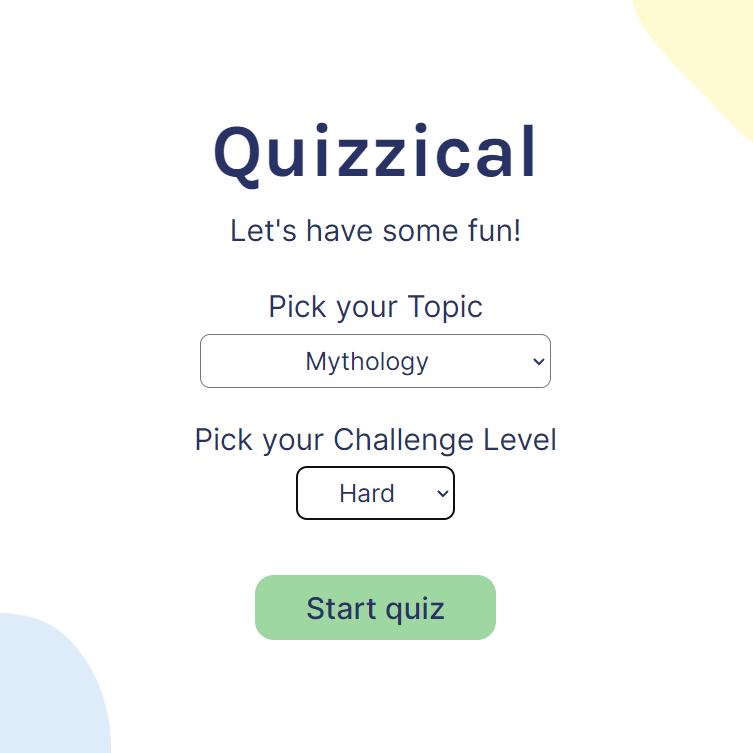 Quizzical
Let's have some fun!
Pick your Topic
Mythology
Pick your Challenge Level
Hard
Start quiz